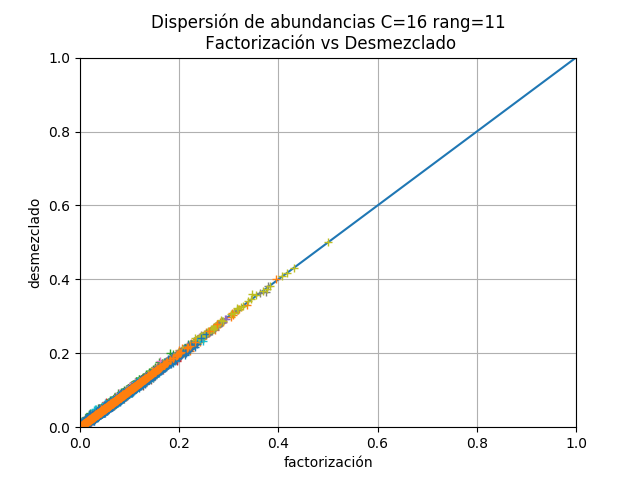 Dispersión de abundancias C=16 rang=11
Factorización vs Desmezclado
1.0
0.8
0.6
0.4
0.2
0.0
desmezclado
0.0 0.2 0.4 0.6 0.8 1.0
factorización